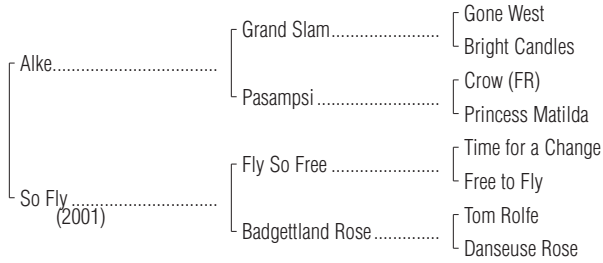 Gone West
Grand Slam..........................
Bright Candles
Alke.......................................
Crow (FR)
Pasampsi .............................
Princess Matilda
Time for a Change
Fly So Free ..........................
Free to Fly
So Fly ...................................
(2001)
Tom Rolfe
Badgettland Rose................
Danseuse Rose